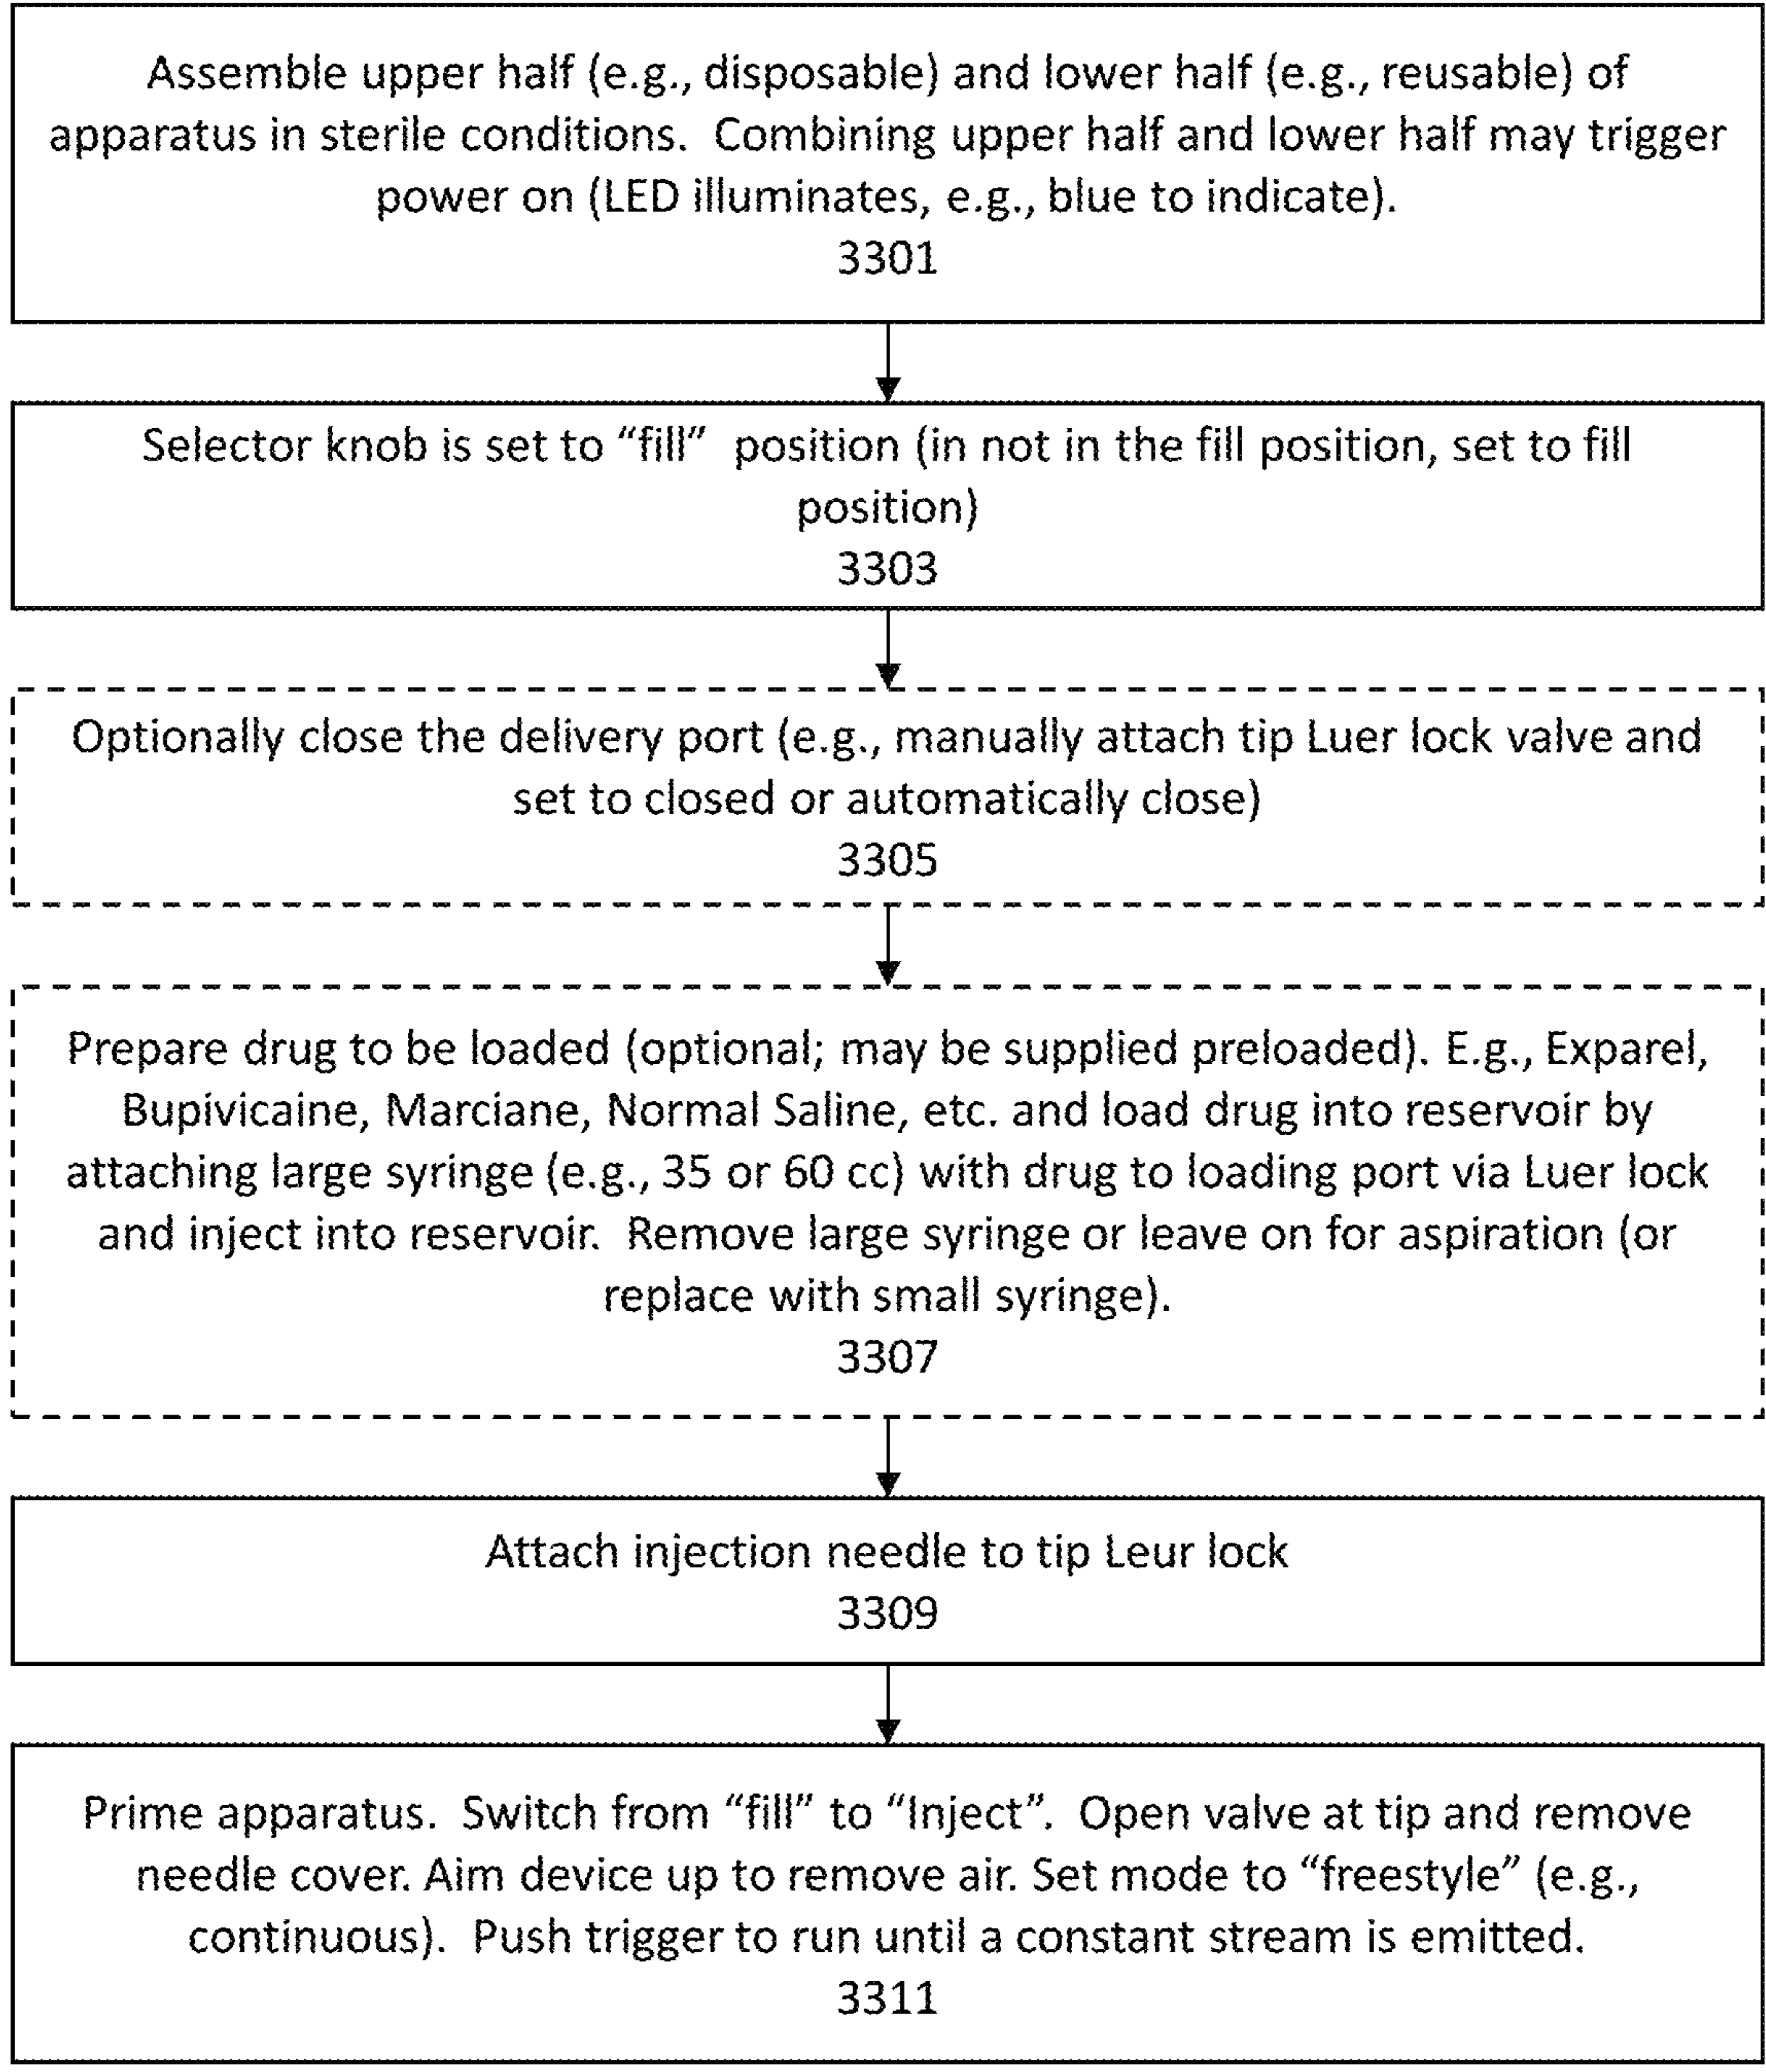 Assemble upper half (e.g., disposable) and lower half (e.g., reusable) of
apparatus in sterile conditions.  Combining upper half and lower half may trigger
power on (LED illuminates, e.g., blue to indicate).
3301
Selector knob is set to “fill”  position (in not in the fill position, set to fill
position)
3303
Optionally close the delivery port (e.g., manually attach tip Luer lock valve and
set to closed or automatically close)
3305
Prepare drug to be loaded (optional; may be supplied preloaded). E.g., Exparel,
Bupivicaine, Marciane, Normal Saline, etc. and load drug into reservoir by
attaching large syringe (e.g., 35 or 60 cc) with drug to loading port via Luer lock
and inject into reservoir.  Remove large syringe or leave on for aspiration (or
replace with small syringe).
3307
Attach injection needle to tip Leur lock
3309
Prime apparatus.  Switch from “fill” to “Inject”.  Open valve at tip and remove
needle cover. Aim device up to remove air. Set mode to “freestyle” (e.g.,
continuous).  Push trigger to run until a constant stream is emitted.
3311